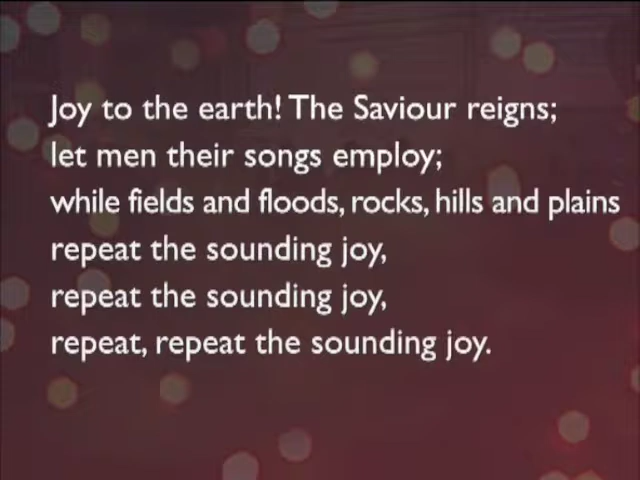 Joy to the earth! The Saviour reigns;
let men their songs employ;
while fields and floods, rocks, hills and plains
repeat the sounding joy,
repeat the sounding joy,
repeat, repeat the sounding joy.